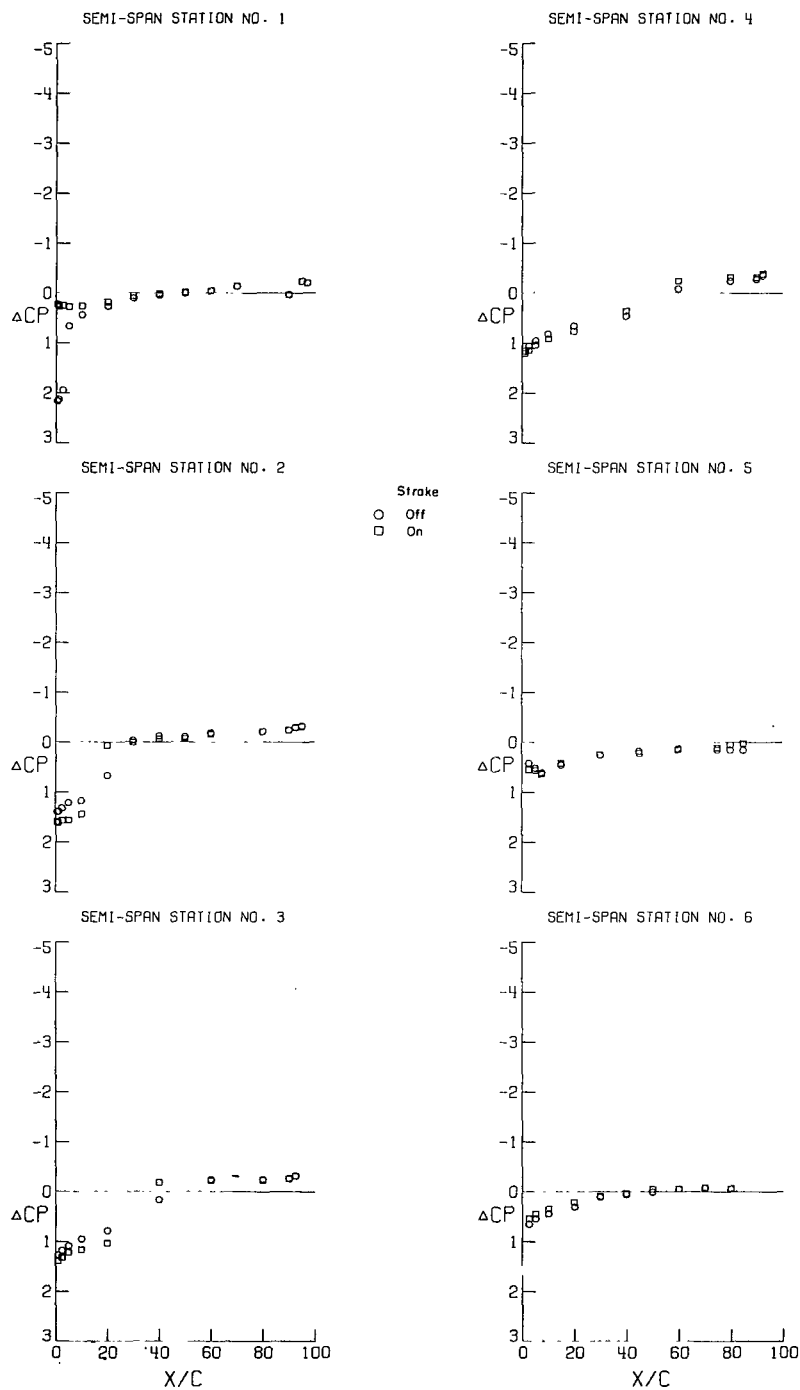 SEMI-SPAN STATION NO. 1
-5
-4
-3
-2
-1
0
ΔCP
1
2
3
SEMI-SPAN STATION NO. 4
-5
-4
-3
-2
-1
0
ΔCP
1
2
3
SEMI-SPAN STATION NO. 2
-5
-4
-3
-2
-1
0
ΔCP
1
2
3
Strake
Off
On
SEMI-SPAN STATION NO. 5
-5
-4
-3
-2
-1
0
ΔCP
1
2
3
SEMI-SPAN STATION NO. 3
-5
-4
-3
-2
-1
0
ΔCP
1
2
3
0 20 40 60 80 100
X/C
SEMI-SPAN STATION NO. 6
-5
-4
-3
-2
-1
0
ΔCP
1
2
3
0 20 40 60 80 100
X/C